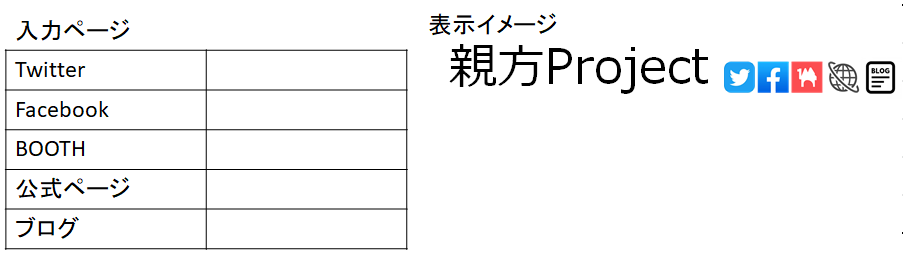 入力ページ
Twitter
Facebook
BOOTH
公式ページ
ブログ
表示イメージ
親方Project
BLOG